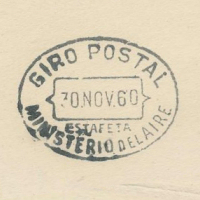 GIRO POSTAL
30.NOV.60
ESTAFETA
MINISTERIO DEL AIRE